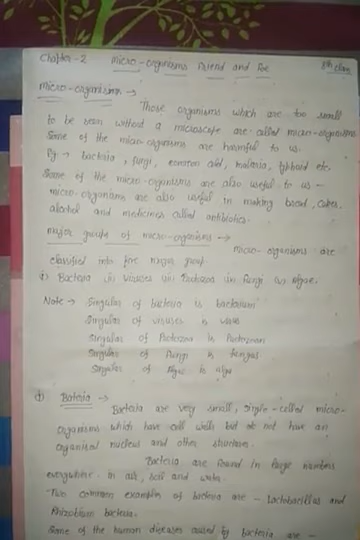 Chapter-2 Micro-organisms Friend and Foe 8th class
Micro-organism →
Those organisms which are too small
to be seen without a microscope are called micro-organisms
Some of the micro-organisms are harmful to us.
Eg:→ bacteria, fungi, common cold, malaria, typhoid etc.
Some of the micro-organisms are also useful to us —
micro-organisms are also useful in making bread, cakes,
alcohol and medicines called antibiotics.
Major groups of micro-organisms →
micro-organisms are
classified into five major group.
(i) Bacteria ii) viruses iii) Protozoa iv) Fungi (v) Algae.
Note → Singular of bacteria is bacterium
Singular of viruses is virus
Singular of Protozoa is Protozoan
Singular of Fungi is fungus
Singular of Algae is alga
Bateria →
Bacteria are very small, single-celled micro-
organisms which have cell walls but do not have an
organised nucleus and other structures.
Bacteria are found in large numbers
everywhere in air, soil and water.
Two common examples of bacteria are — Lactobacillus and
Rhizobium bacteria.
Some of the human diseases caused by bacteria are —